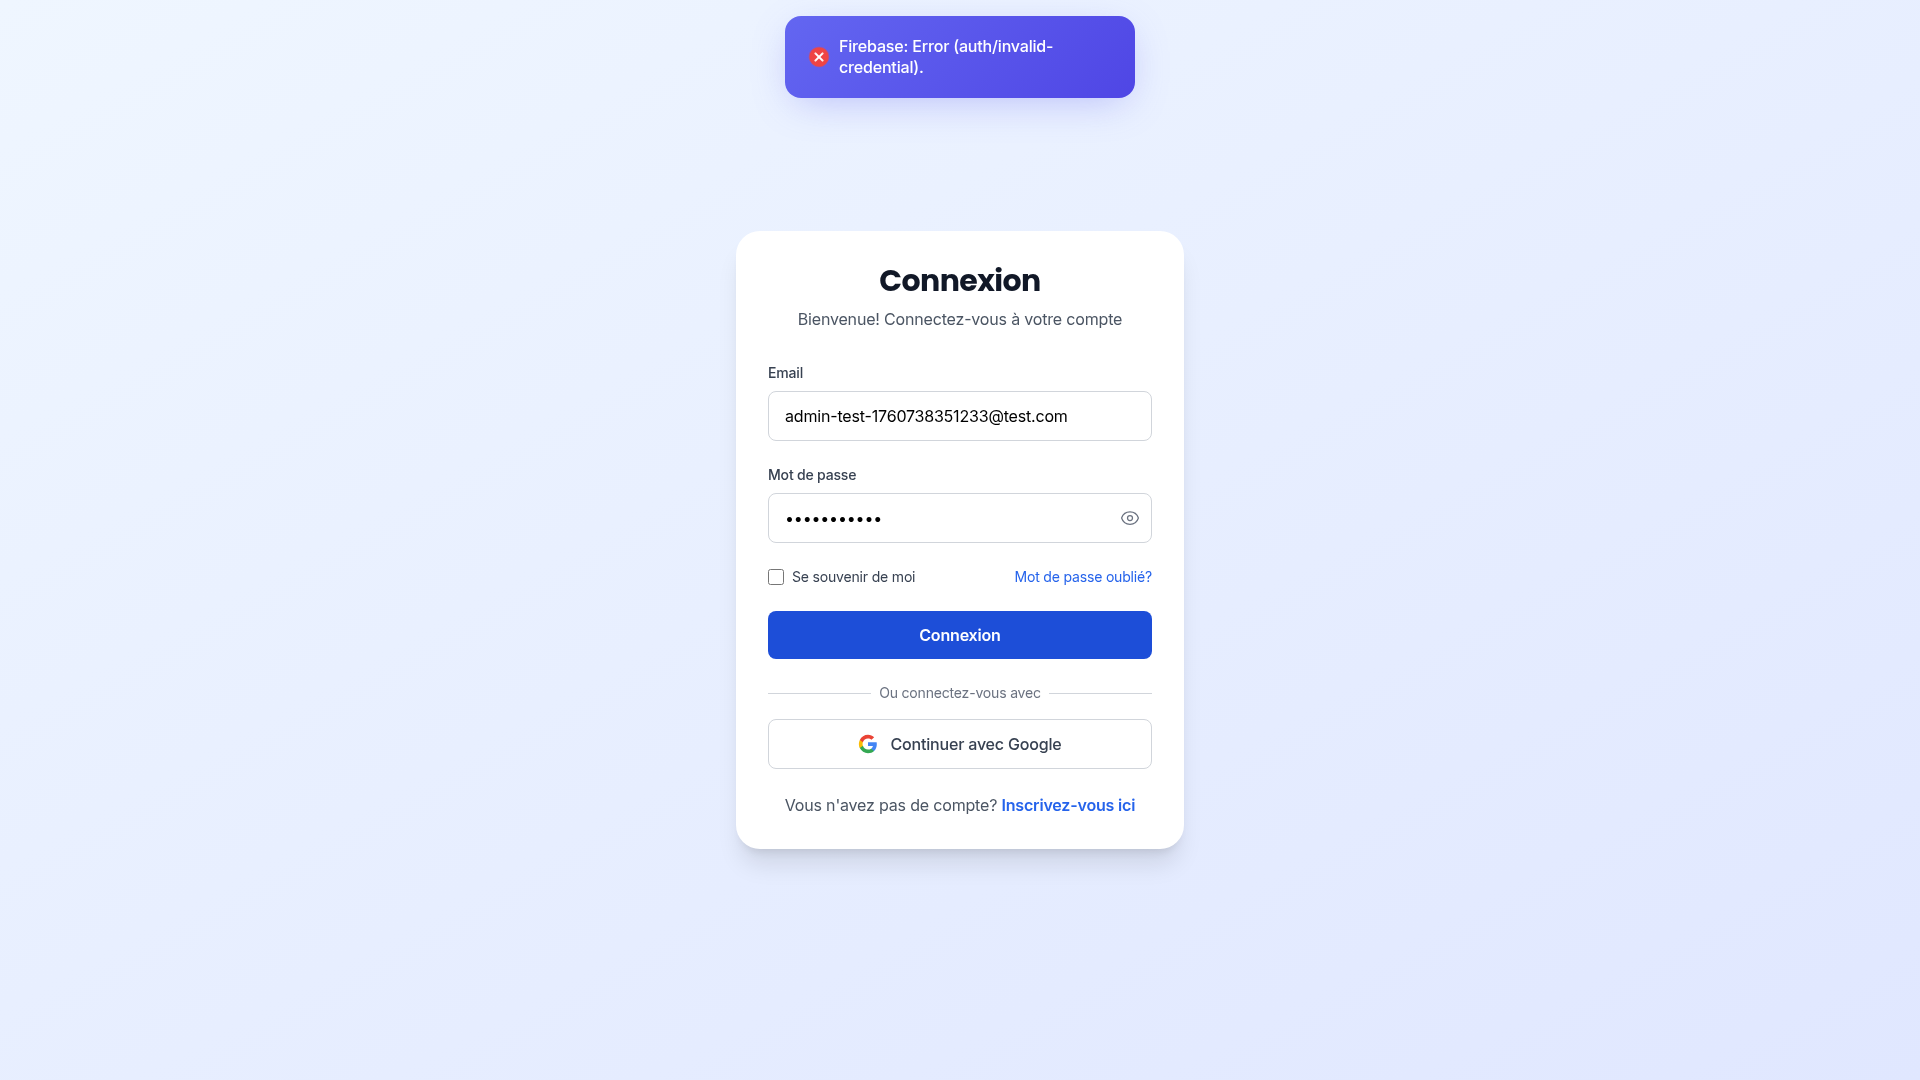 Firebase: Error (auth/invalid-
credential).
Connexion
Bienvenue! Connectez-vous à votre compte
Email
admin-test-1760738351233@test.com
Mot de passe
•••••••••••
Se souvenir de moi
Mot de passe oublié?
Connexion
Ou connectez-vous avec
Continuer avec Google
Vous n'avez pas de compte? Inscrivez-vous ici